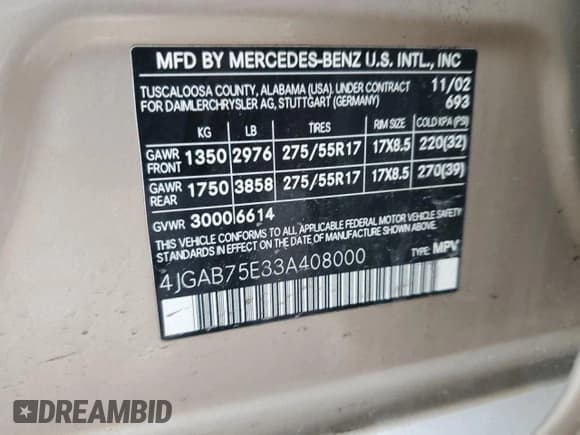 MFD BY MERCEDES-BENZ U.S. INTL., INC
TUSCALOOSA COUNTY, ALABAMA (USA). UNDER CONTRACT 11/02
FOR DAIMLERCHRYSLER AG, STUTTGART (GERMANY) 693
KG LB TIRES RIM SIZE COLD KPA (PSI)
GAWR FRONT 1350 2976 275/55R17 17X8.5 220(32)
GAWR REAR 1750 3858 275/55R17 17X8.5 270(39)
GVWR 3000 6614
THIS VEHICLE CONFORMS TO ALL APPLICABLE FEDERAL MOTOR VEHICLE SAFETY
STANDARDS IN EFFECT ON THE DATE OF MANUFACTURE SHOWN ABOVE.
4JGAB75E33A408000 TYPE: MPV
DREAMBID